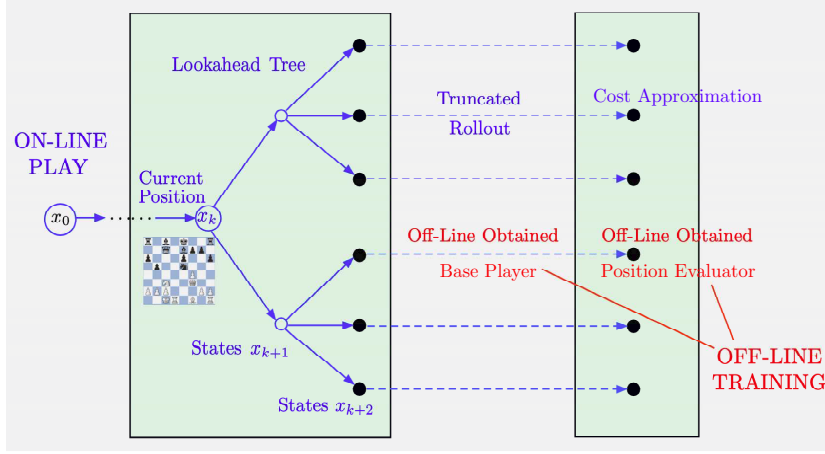 Lookahead Tree
Truncated
Rollout
Cost Approximation
ON-LINE
PLAY
Current
Position
x₀
......
xₖ
Off-Line Obtained
Base Player
Off-Line Obtained
Position Evaluator
States xₖ₊₁
States xₖ₊₂
OFF-LINE
TRAINING